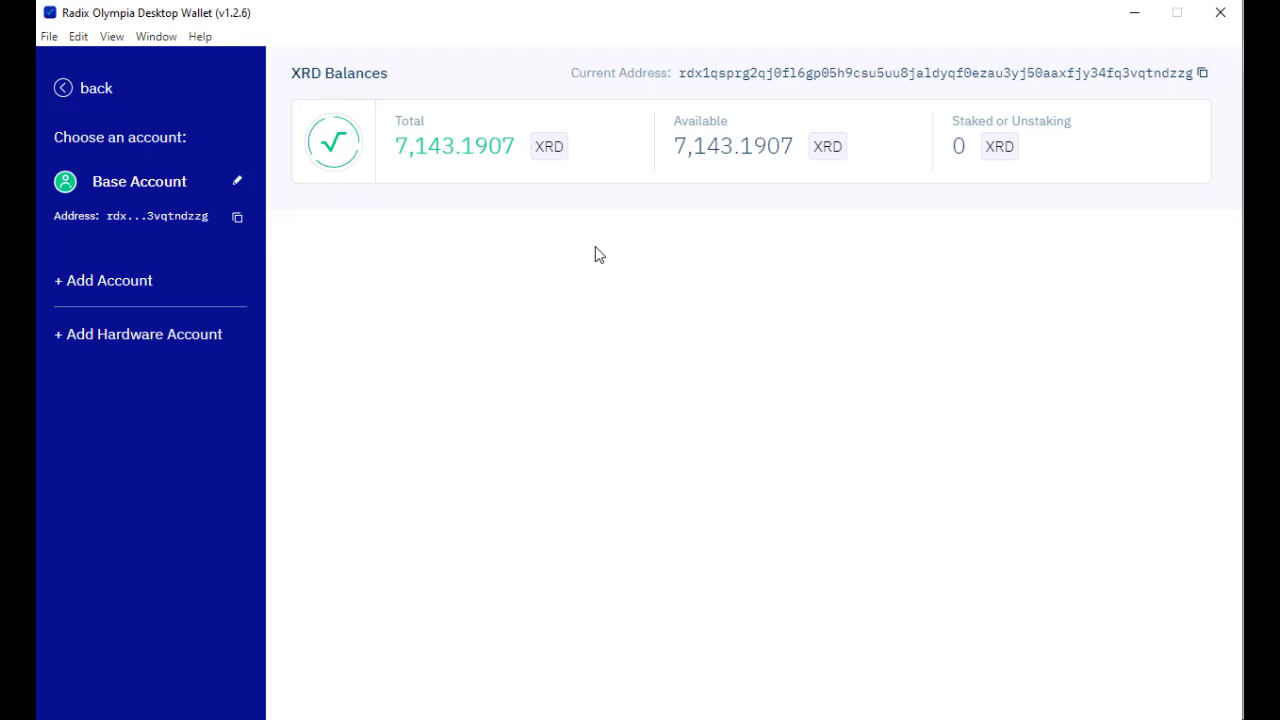 Radix Olympia Desktop Wallet (v1.2.6)
File Edit View Window Help
back
Choose an account:
Base Account
Address: rdx...3vqtndzzg
+ Add Account
+ Add Hardware Account
XRD Balances
Current Address: rdx1qsprg2qj0fl6gp05h9csu5uu8jaldyqf0ezau3yj50aaxfjy34fq3vqtndzzg
Total
7,143.1907 XRD
Available
7,143.1907 XRD
Staked or Unstaking
0 XRD